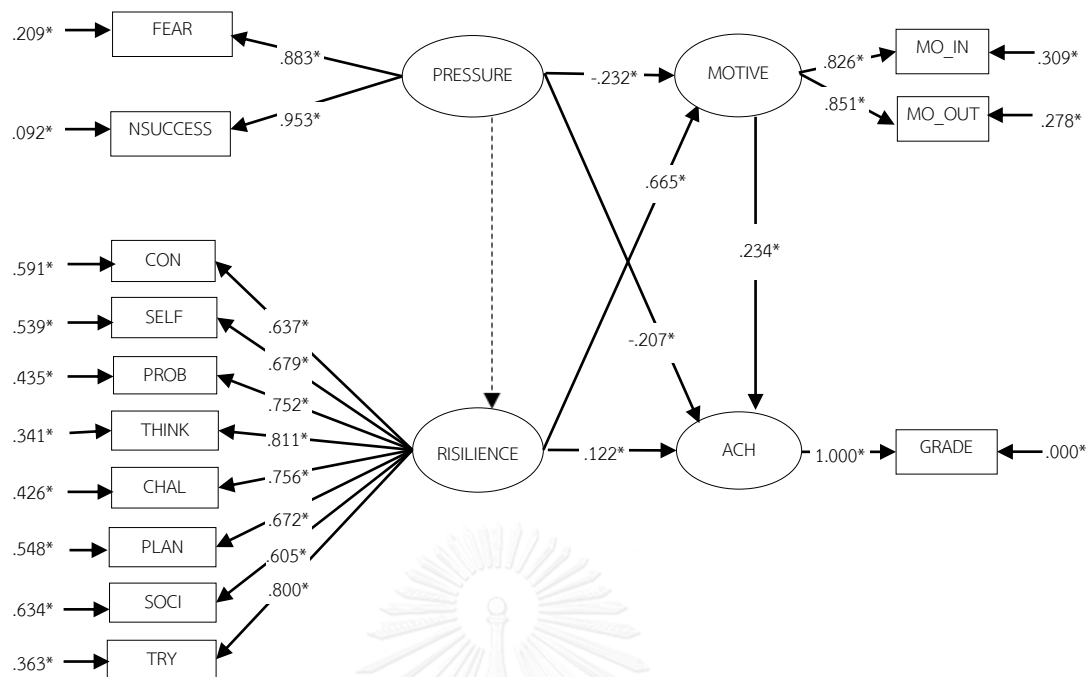 .209*
FEAR
.883*
PRESSURE
-.232*
MOTIVE
.826*
MO_IN
.309*
.092*
NSUCCESS
.953*
.851*
MO_OUT
.278*
.665*
.234*
-.207*
.591*
CON
.637*
.539*
SELF
.679*
.435*
PROB
.752*
.341*
THINK
.811*
RISILIENCE
.122*
ACH
1.000*
GRADE
.000*
.426*
CHAL
.756*
.548*
PLAN
.672*
.634*
SOCI
.605*
.363*
TRY
.800*